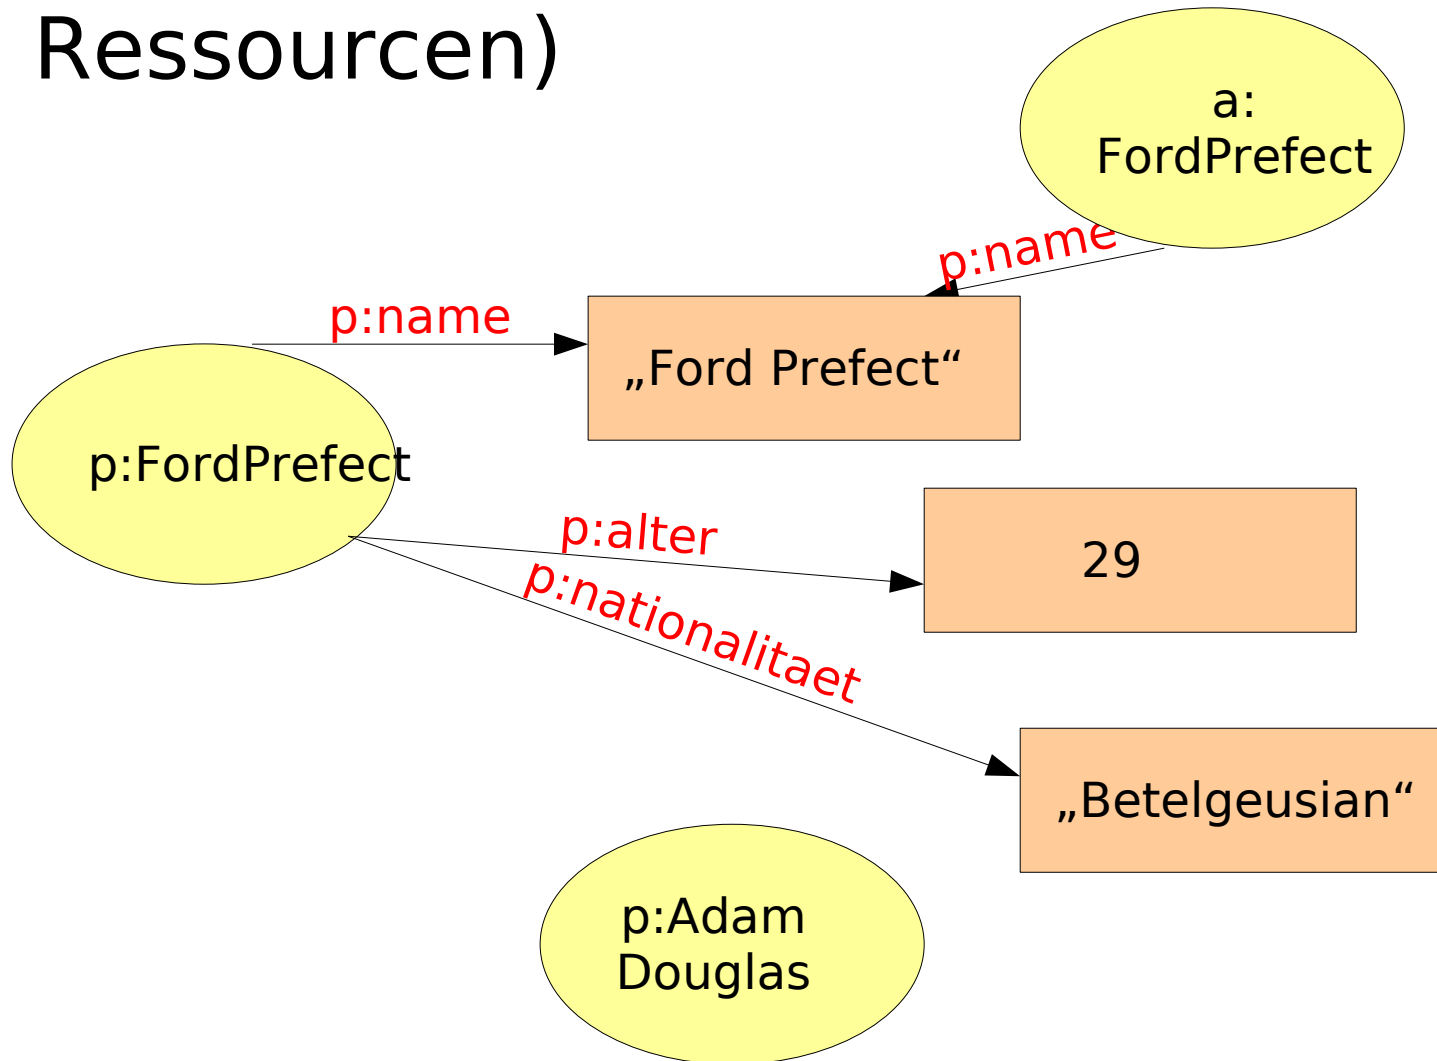 Ressourcen)
a:
FordPrefect
p:name
p:name
„Ford Prefect“
p:FordPrefect
p:alter
29
p:nationalitaet
„Betelgeusian“
p:Adam
Douglas